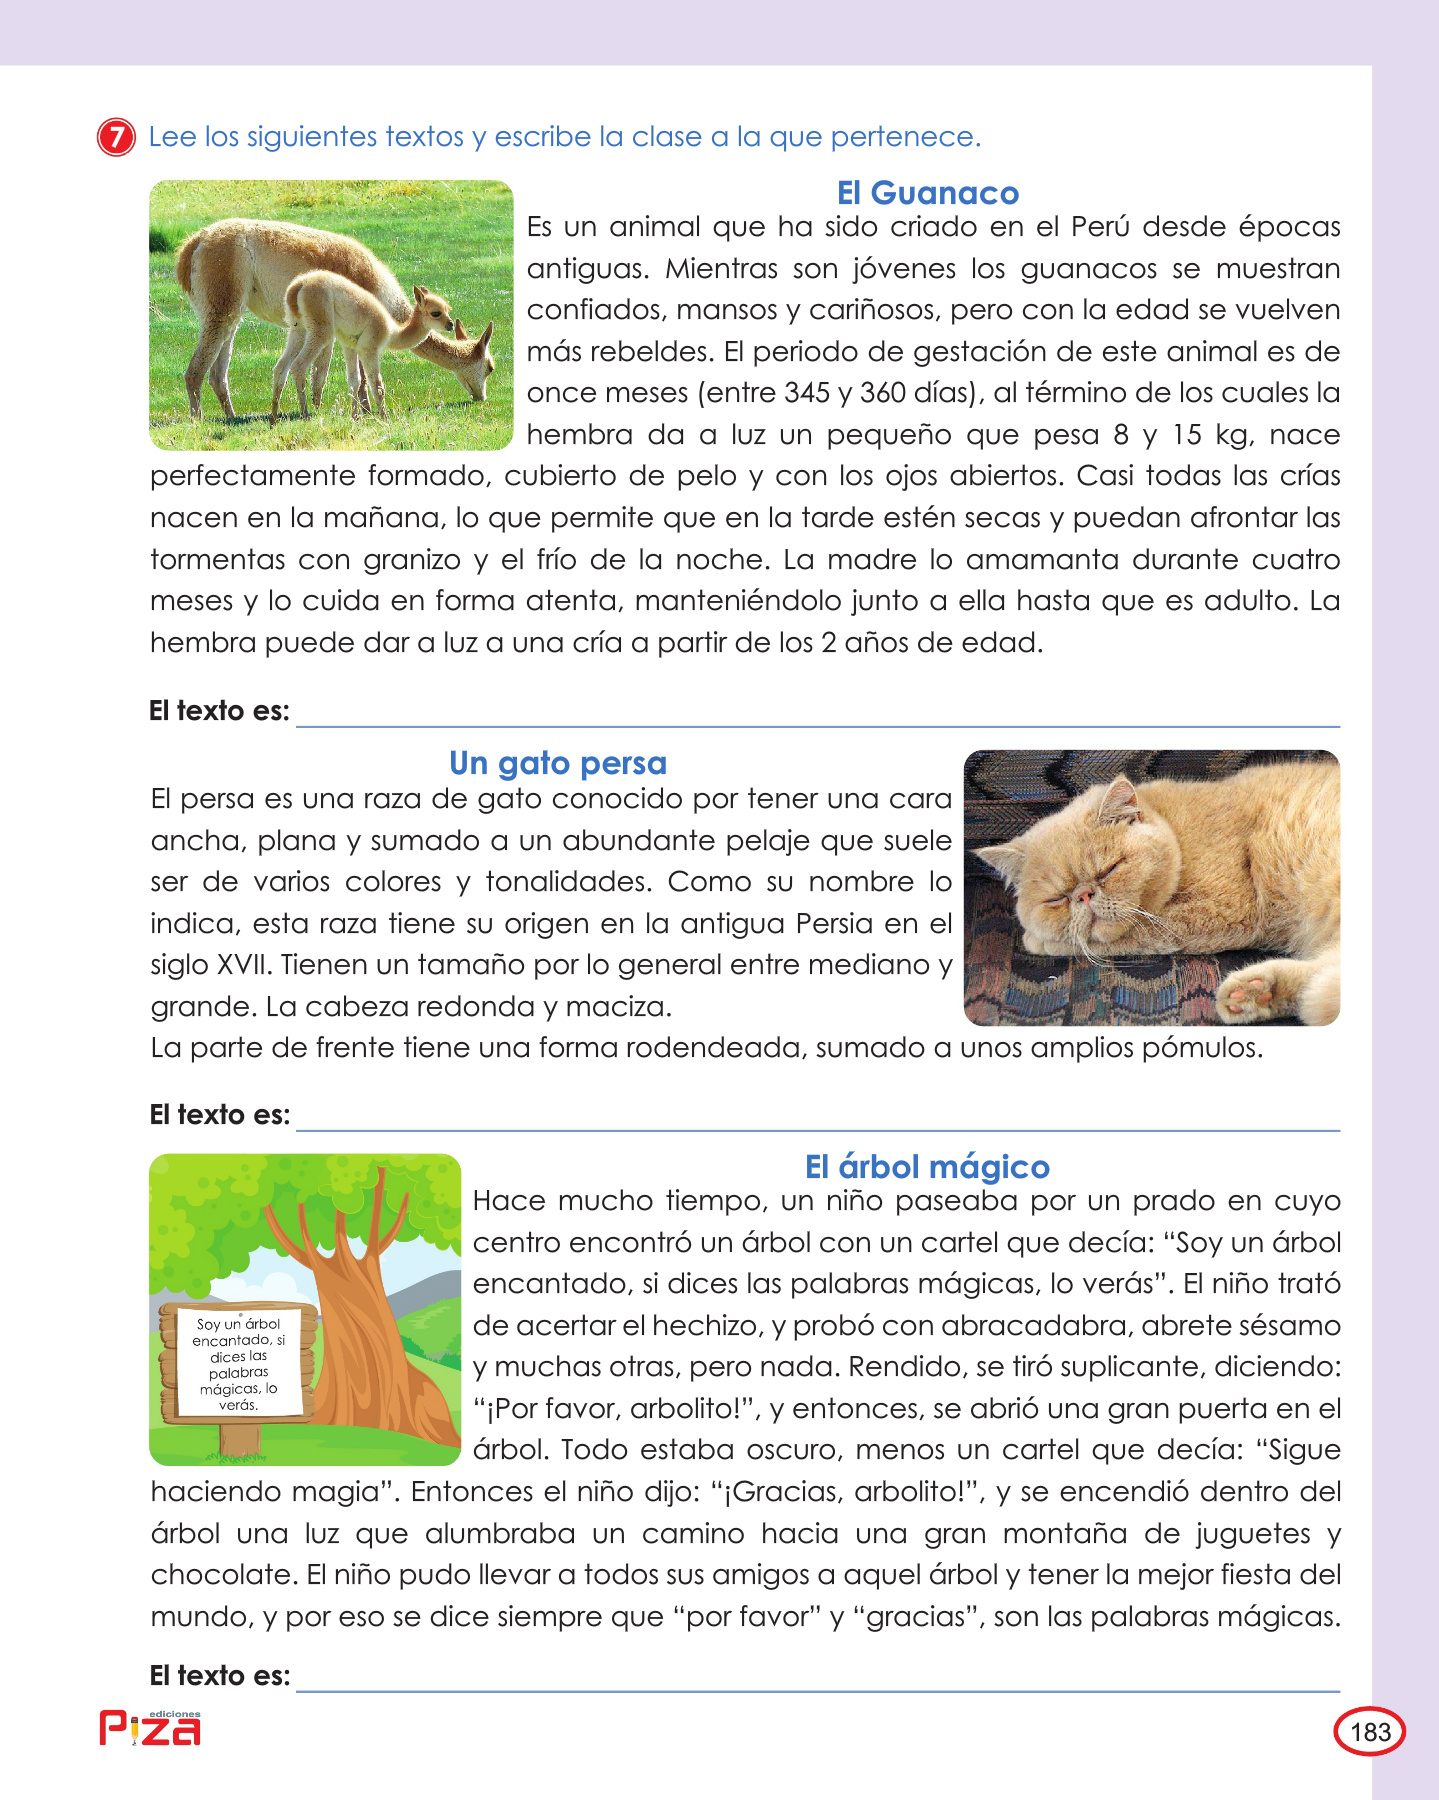 7 Lee los siguientes textos y escribe la clase a la que pertenece.
El Guanaco
Es un animal que ha sido criado en el Perú desde épocas
antiguas. Mientras son jóvenes los guanacos se muestran
confiados, mansos y cariñosos, pero con la edad se vuelven
más rebeldes. El periodo de gestación de este animal es de
once meses (entre 345 y 360 días), al término de los cuales la
hembra da a luz un pequeño que pesa 8 y 15 kg, nace
perfectamente formado, cubierto de pelo y con los ojos abiertos. Casi todas las crías
nacen en la mañana, lo que permite que en la tarde estén secas y puedan afrontar las
tormentas con granizo y el frío de la noche. La madre lo amamanta durante cuatro
meses y lo cuida en forma atenta, manteniéndolo junto a ella hasta que es adulto. La
hembra puede dar a luz a una cría a partir de los 2 años de edad.
El texto es:
Un gato persa
El persa es una raza de gato conocido por tener una cara
ancha, plana y sumado a un abundante pelaje que suele
ser de varios colores y tonalidades. Como su nombre lo
indica, esta raza tiene su origen en la antigua Persia en el
siglo XVII. Tienen un tamaño por lo general entre mediano y
grande. La cabeza redonda y maciza.
La parte de frente tiene una forma rodendeada, sumado a unos amplios pómulos.
El texto es:
El árbol mágico
Hace mucho tiempo, un niño paseaba por un prado en cuyo
centro encontró un árbol con un cartel que decía: “Soy un árbol
encantado, si dices las palabras mágicas, lo verás”. El niño trató
de acertar el hechizo, y probó con abracadabra, abrete sésamo
y muchas otras, pero nada. Rendido, se tiró suplicante, diciendo:
“¡Por favor, arbolito!”, y entonces, se abrió una gran puerta en el
árbol. Todo estaba oscuro, menos un cartel que decía: “Sigue
haciendo magia”. Entonces el niño dijo: “¡Gracias, arbolito!”, y se encendió dentro del
árbol una luz que alumbraba un camino hacia una gran montaña de juguetes y
chocolate. El niño pudo llevar a todos sus amigos a aquel árbol y tener la mejor fiesta del
mundo, y por eso se dice siempre que “por favor” y “gracias”, son las palabras mágicas.
Soy un árbol
encantado, si
dices las
palabras
mágicas, lo
verás.
El texto es:
ediciones
Piza
183